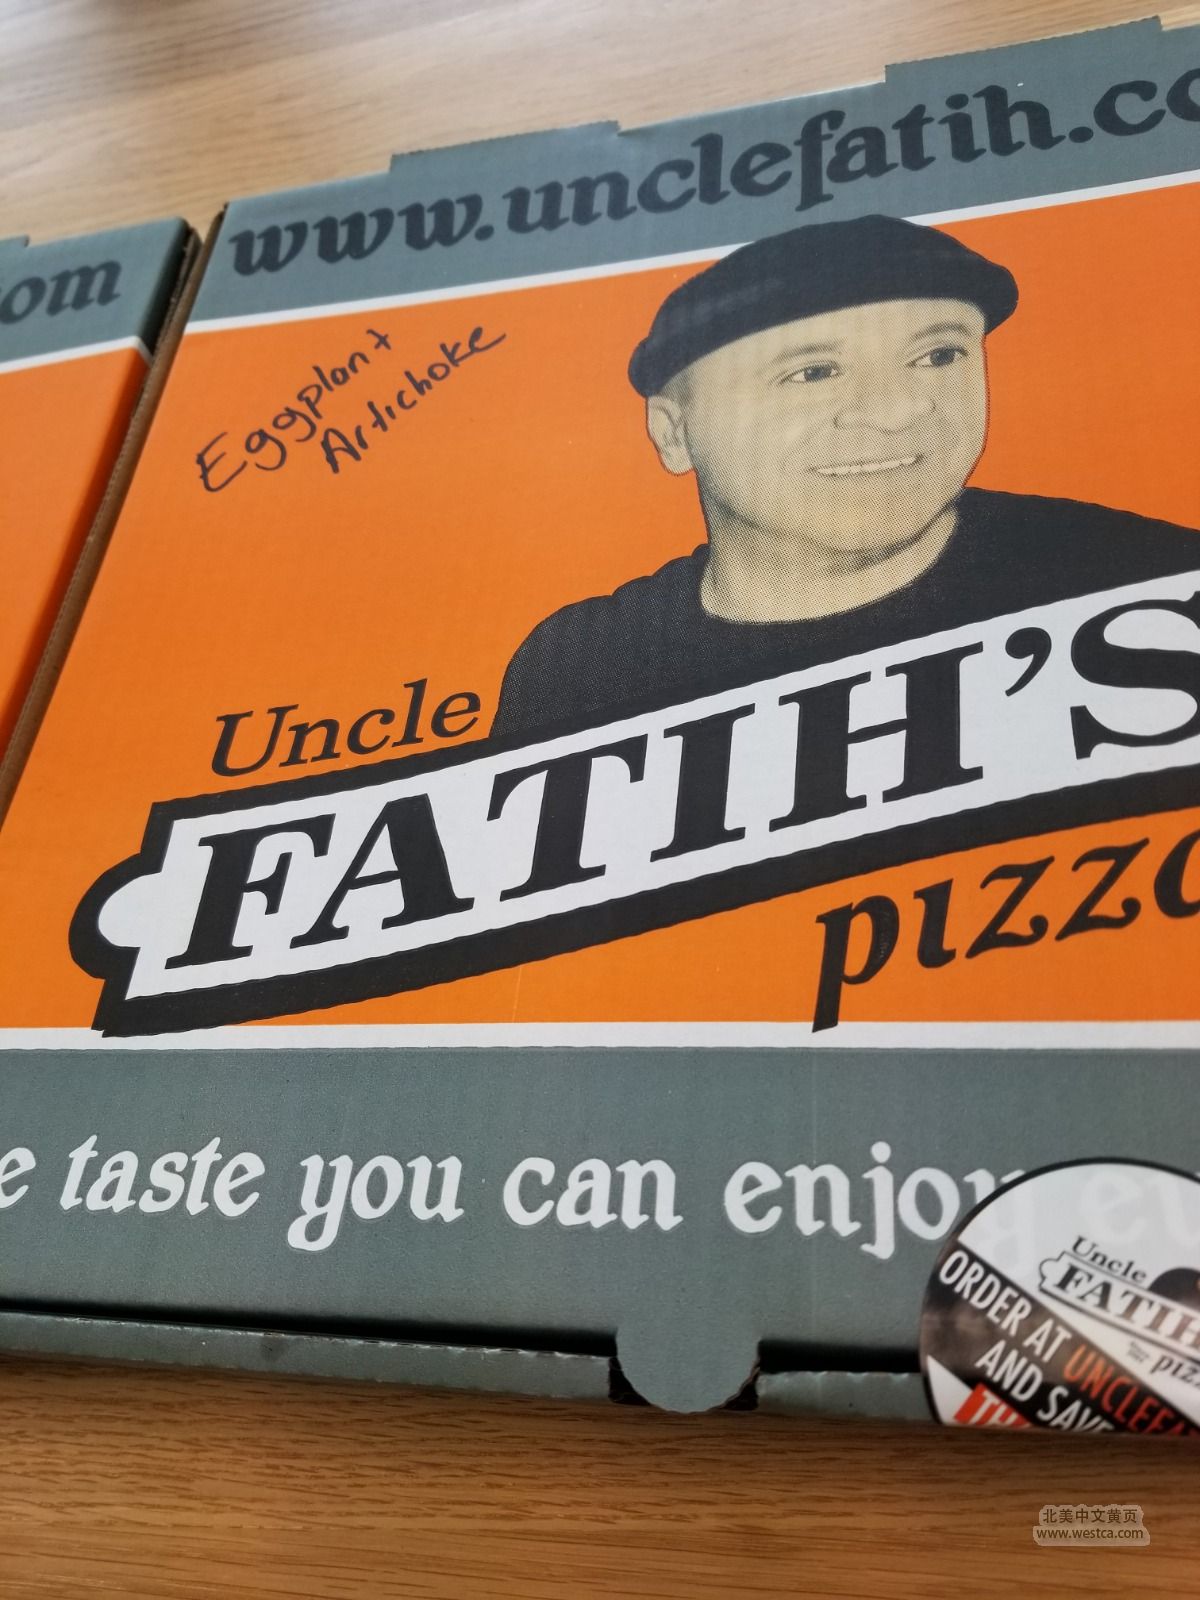 www.unclefatih.co
om
Eggplant
Artichoke
Uncle
FATIH'S
pizza
e taste you can enjoy
Uncle
FATIH
pizz
ORDER AT UNCLEFA
AND SAVE
北美中文黄页
www.westca.com